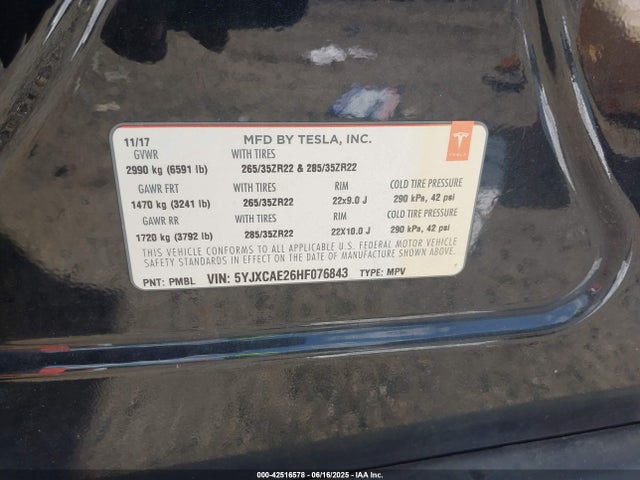 11/17 MFD BY TESLA, INC.
GVWR WITH TIRES
2990 kg (6591 lb) 265/35ZR22 & 285/35ZR22
TESLA
GAWR FRT WITH TIRES RIM COLD TIRE PRESSURE
1470 kg (3241 lb) 265/35ZR22 22x9.0 J 290 kPa, 42 psi
GAWR RR WITH TIRES RIM COLD TIRE PRESSURE
1720 kg (3792 lb) 285/35ZR22 22X10.0 J 290 kPa, 42 psi
THIS VEHICLE CONFORMS TO ALL APPLICABLE U.S. FEDERAL MOTOR VEHICLE
SAFETY STANDARDS IN EFFECT ON THE DATE OF MANUFACTURE SHOWN ABOVE.
PNT: PMBL VIN: 5YJXCAE26HF076843 TYPE: MPV
000-42516578 - 06/16/2025 - IAAI.COM